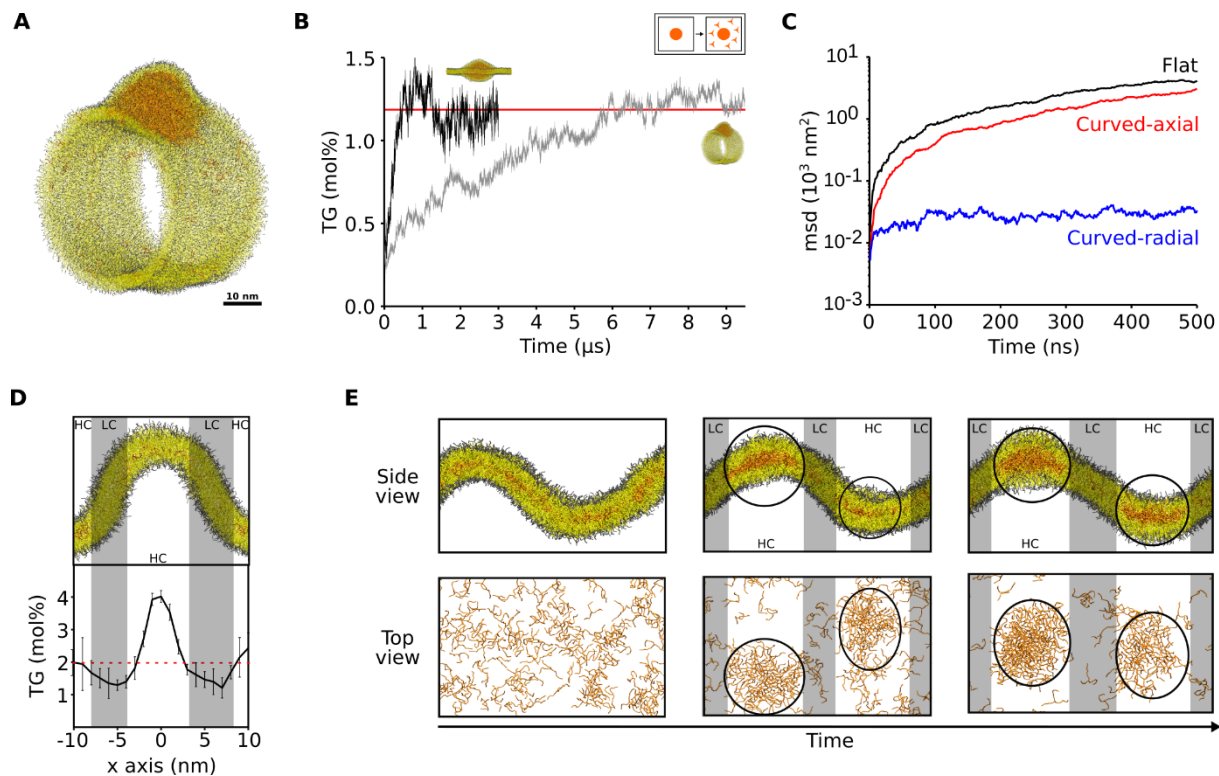 A
10 nm
B
TG (mol%)
1.5
1.0
0.5
0.0
0 1 2 3 4 5 6 7 8 9
Time (µs)
C
msd (10³ nm²)
10¹
10⁰
10⁻¹
10⁻²
10⁻³
Flat
Curved-axial
Curved-radial
0 100 200 300 400 500
Time (ns)
D
HC LC LC HC
HC
TG (mol%)
4
3
2
1
-10 -5 0 5 10
x axis (nm)
E
Side
view
LC LC HC LC
HC
LC LC HC LC
HC
Top
view
Time